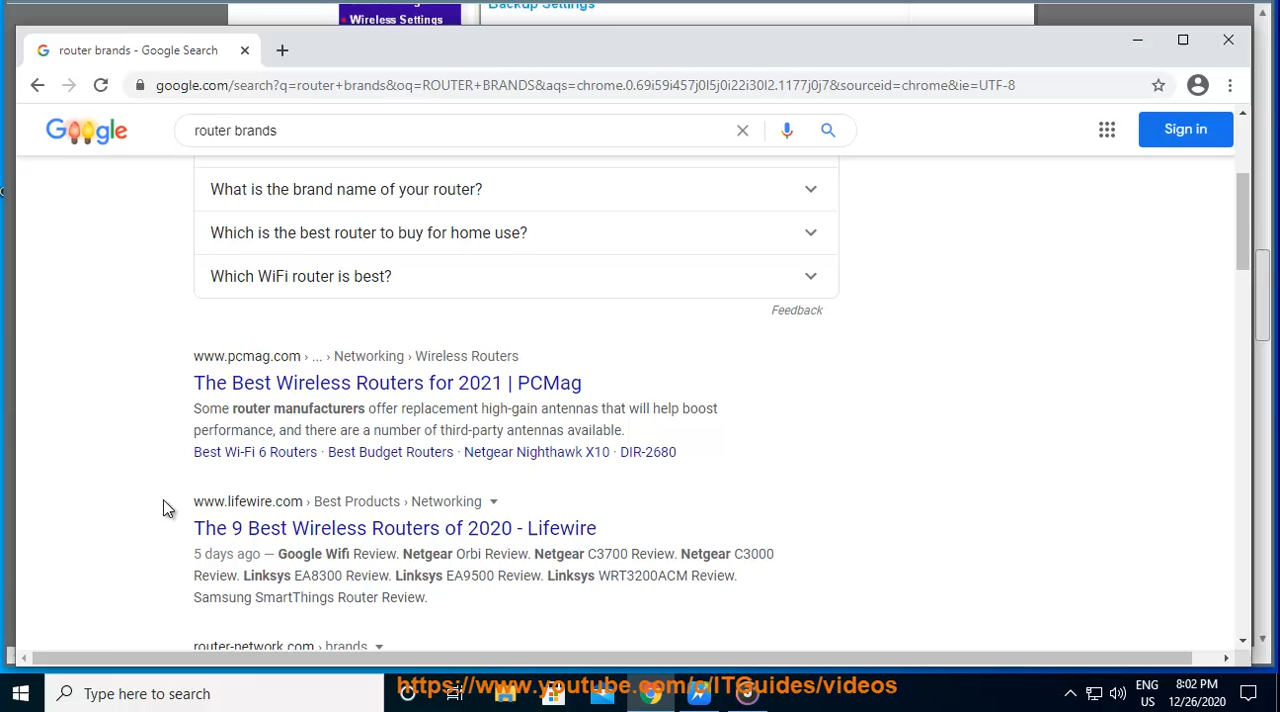 Wireless Settings
Backup Settings
router brands - Google Search
google.com/search?q=router+brands&oq=ROUTER+BRANDS&aqs=chrome.0.69i59i457j0l5j0i22i30l2.1177j0j7&sourceid=chrome&ie=UTF-8
Google
router brands
Sign in
What is the brand name of your router?
Which is the best router to buy for home use?
Which WiFi router is best?
Feedback
www.pcmag.com › ... › Networking › Wireless Routers
The Best Wireless Routers for 2021 | PCMag
Some router manufacturers offer replacement high-gain antennas that will help boost
performance, and there are a number of third-party antennas available.
Best Wi-Fi 6 Routers · Best Budget Routers · Netgear Nighthawk X10 · DIR-2680
www.lifewire.com › Best Products › Networking
The 9 Best Wireless Routers of 2020 - Lifewire
5 days ago — Google Wifi Review. Netgear Orbi Review. Netgear C3700 Review. Netgear C3000
Review. Linksys EA8300 Review. Linksys EA9500 Review. Linksys WRT3200ACM Review.
Samsung SmartThings Router Review.
router-network.com › brands
https://www.youtube.com/c/ITGuides/videos
Type here to search
ENG
US
8:02 PM
12/26/2020